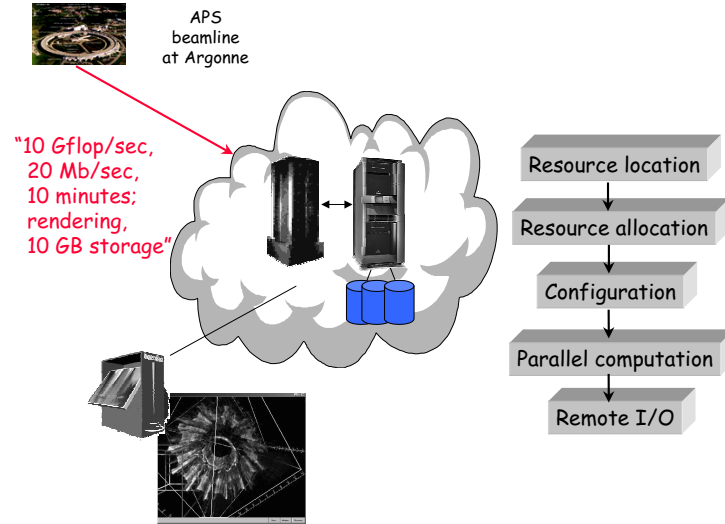 APS
beamline
at Argonne
“10 Gflop/sec,
20 Mb/sec,
10 minutes;
rendering,
10 GB storage”
Resource location
Resource allocation
Configuration
Parallel computation
Remote I/O